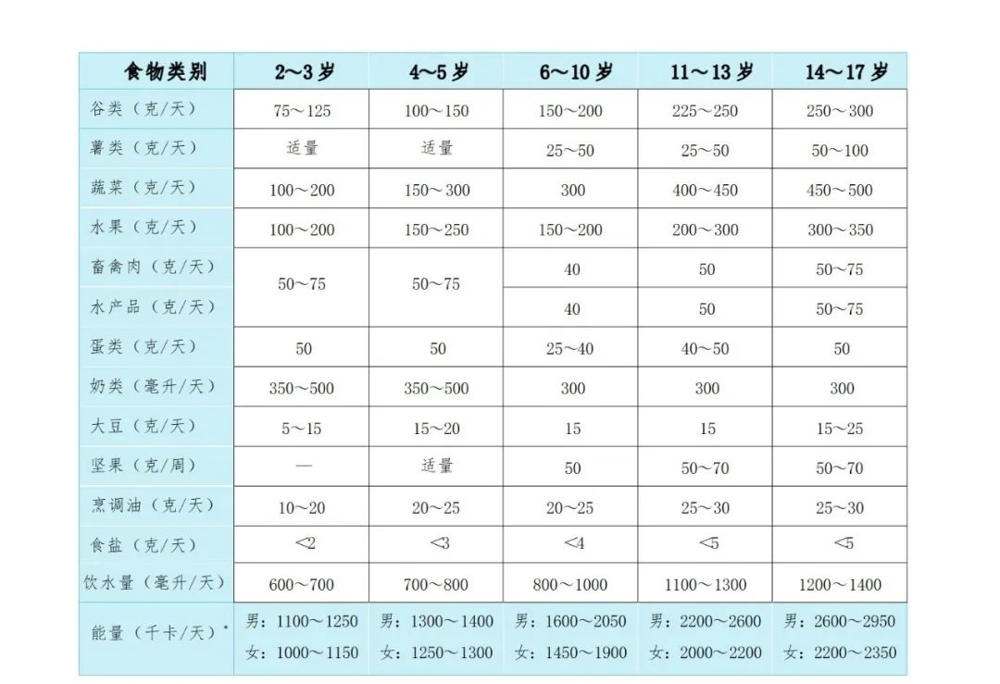 食物类别 2～3 岁 4～5 岁 6～10 岁 11～13 岁 14～17 岁
谷类（克/天） 75～125 100～150 150～200 225～250 250～300
薯类（克/天） 适量 适量 25～50 25～50 50～100
蔬菜（克/天） 100～200 150～300 300 400～450 450～500
水果（克/天） 100～200 150～250 150～200 200～300 300～350
畜禽肉（克/天） 50～75 50～75 40 50 50～75
水产品（克/天） 40 50 50～75
蛋类（克/天） 50 50 25～40 40～50 50
奶类（毫升/天） 350～500 350～500 300 300 300
大豆（克/天） 5～15 15～20 15 15 15～25
坚果（克/周） — 适量 50 50～70 50～70
烹调油（克/天） 10～20 20～25 20～25 25～30 25～30
食盐（克/天） <2 <3 <4 <5 <5
饮水量（毫升/天） 600～700 700～800 800～1000 1100～1300 1200～1400
能量（千卡/天）* 男：1100～1250 男：1300～1400 男：1600～2050 男：2200～2600 男：2600～2950
女：1000～1150 女：1250～1300 女：1450～1900 女：2000～2200 女：2200～2350